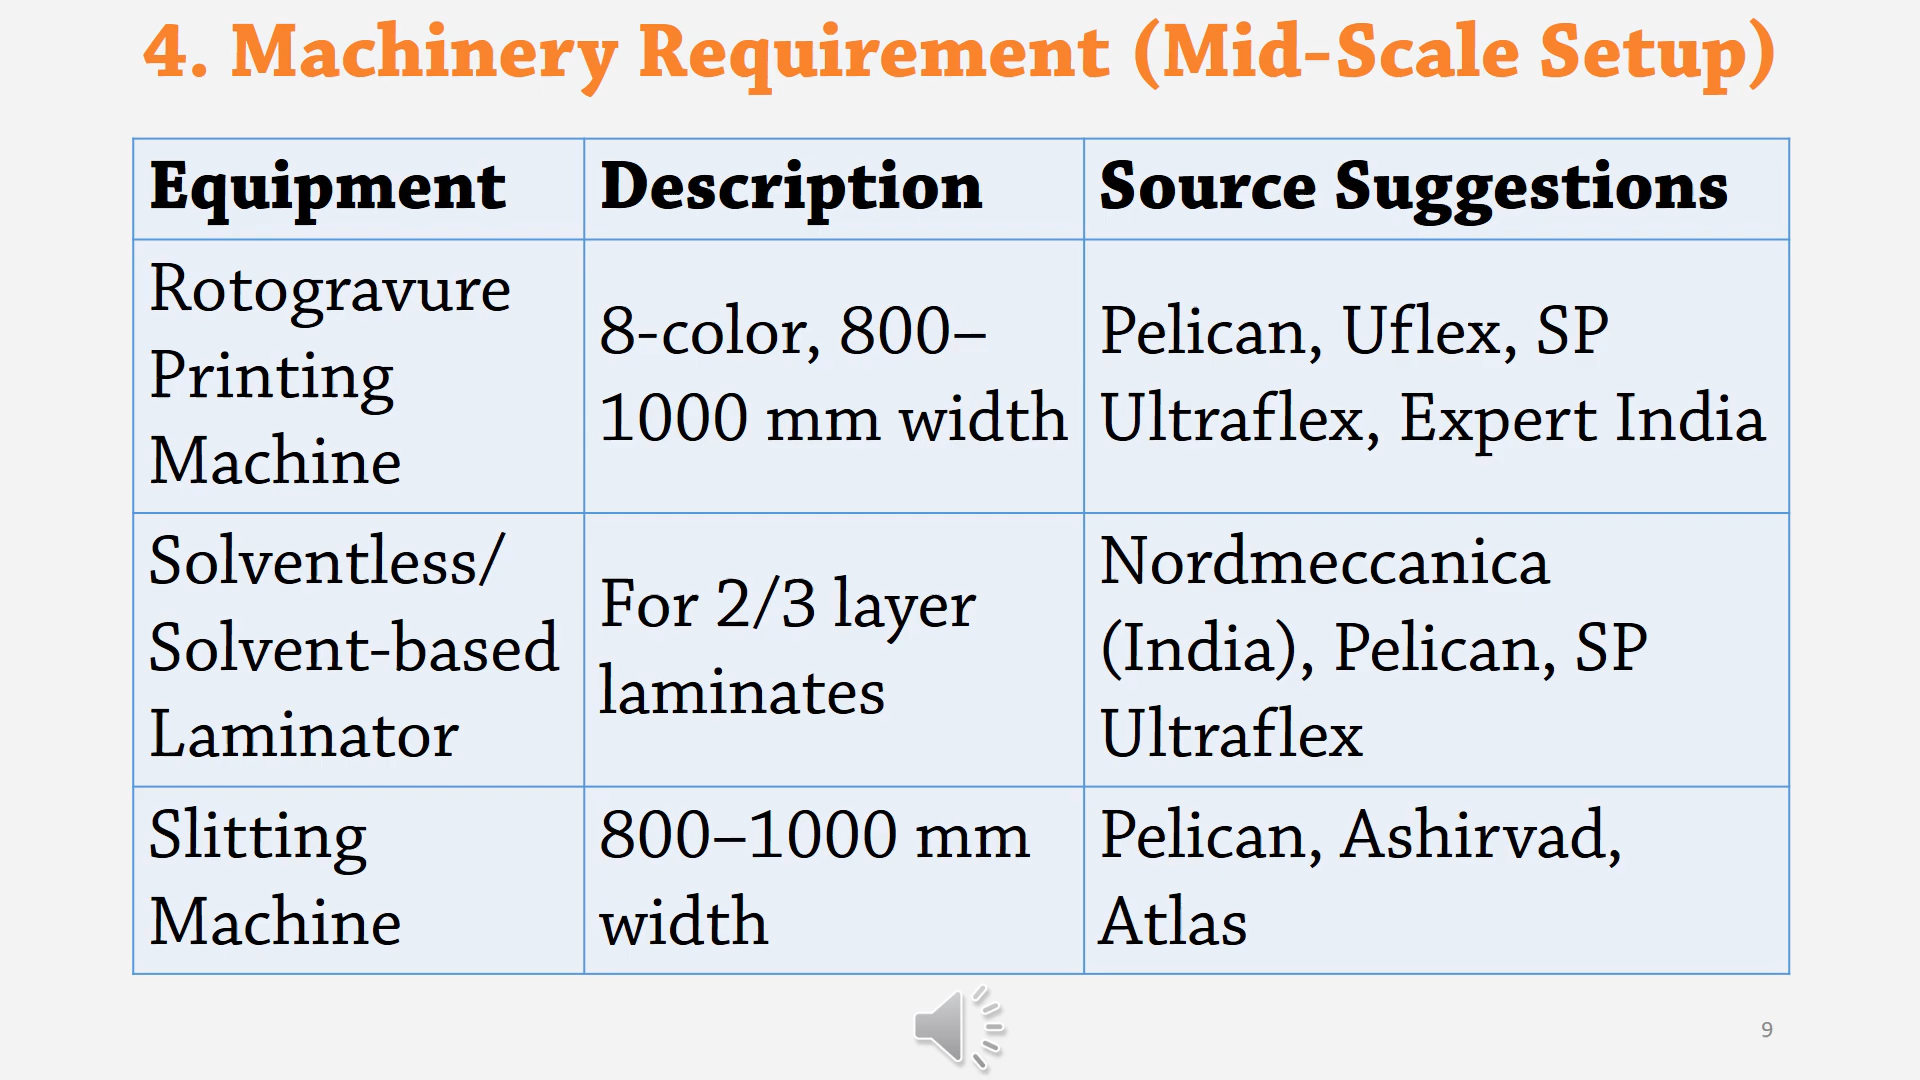 4. Machinery Requirement (Mid-Scale Setup)
Equipment
Description
Source Suggestions
Rotogravure
Printing
Machine
8-color, 800–
1000 mm width
Pelican, Uflex, SP
Ultraflex, Expert India
Solventless/
Solvent-based
Laminator
For 2/3 layer
laminates
Nordmeccanica
(India), Pelican, SP
Ultraflex
Slitting
Machine
800–1000 mm
width
Pelican, Ashirvad,
Atlas
9